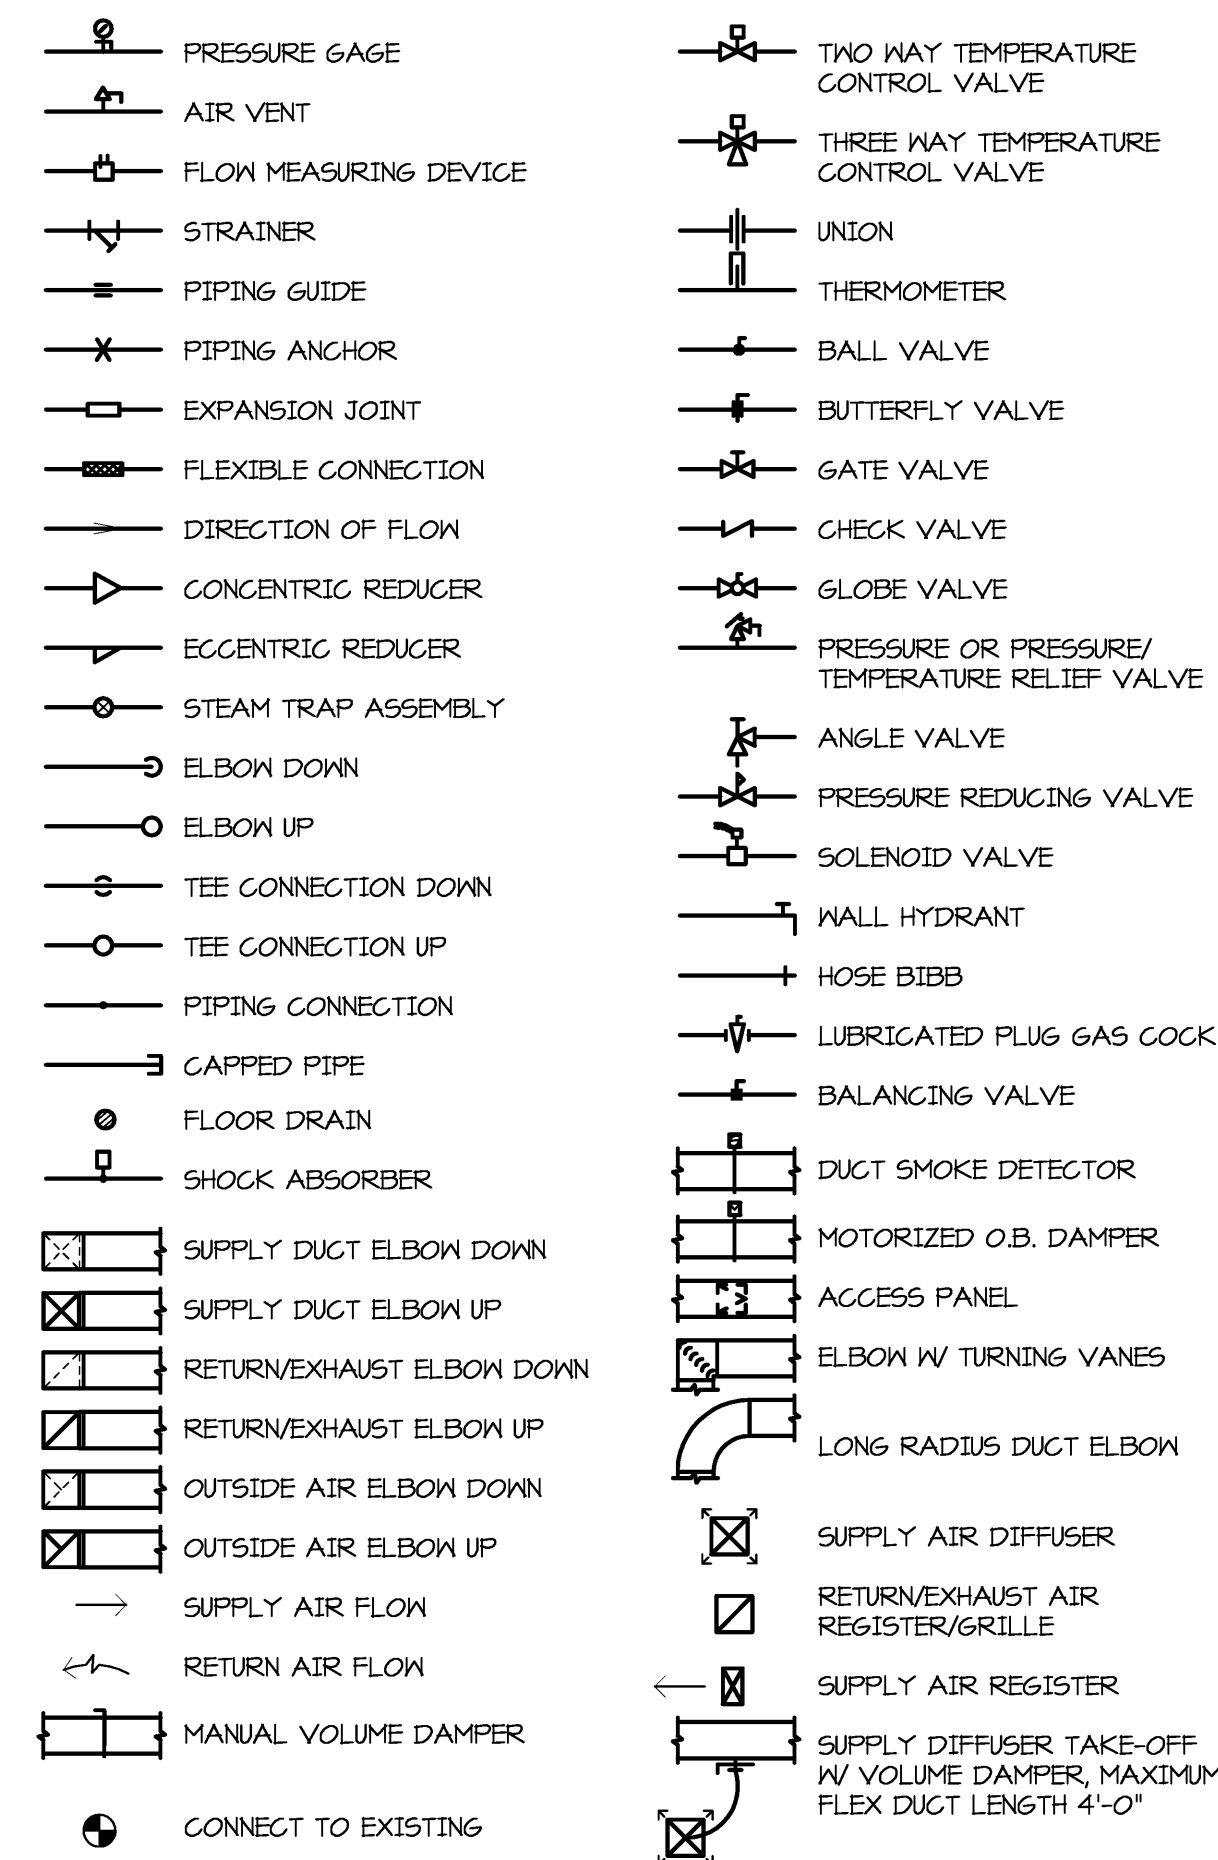 PRESSURE GAGE
AIR VENT
FLOW MEASURING DEVICE
STRAINER
PIPING GUIDE
PIPING ANCHOR
EXPANSION JOINT
FLEXIBLE CONNECTION
DIRECTION OF FLOW
CONCENTRIC REDUCER
ECCENTRIC REDUCER
STEAM TRAP ASSEMBLY
ELBOW DOWN
ELBOW UP
TEE CONNECTION DOWN
TEE CONNECTION UP
PIPING CONNECTION
CAPPED PIPE
FLOOR DRAIN
SHOCK ABSORBER
SUPPLY DUCT ELBOW DOWN
SUPPLY DUCT ELBOW UP
RETURN/EXHAUST ELBOW DOWN
RETURN/EXHAUST ELBOW UP
OUTSIDE AIR ELBOW DOWN
OUTSIDE AIR ELBOW UP
SUPPLY AIR FLOW
RETURN AIR FLOW
MANUAL VOLUME DAMPER
CONNECT TO EXISTING
TWO WAY TEMPERATURE
CONTROL VALVE
THREE WAY TEMPERATURE
CONTROL VALVE
UNION
THERMOMETER
BALL VALVE
BUTTERFLY VALVE
GATE VALVE
CHECK VALVE
GLOBE VALVE
PRESSURE OR PRESSURE/
TEMPERATURE RELIEF VALVE
ANGLE VALVE
PRESSURE REDUCING VALVE
SOLENOID VALVE
WALL HYDRANT
HOSE BIBB
LUBRICATED PLUG GAS COCK
BALANCING VALVE
DUCT SMOKE DETECTOR
MOTORIZED O.B. DAMPER
ACCESS PANEL
ELBOW W/ TURNING VANES
LONG RADIUS DUCT ELBOW
SUPPLY AIR DIFFUSER
RETURN/EXHAUST AIR
REGISTER/GRILLE
SUPPLY AIR REGISTER
SUPPLY DIFFUSER TAKE-OFF
W/ VOLUME DAMPER, MAXIMUM
FLEX DUCT LENGTH 4'-0"